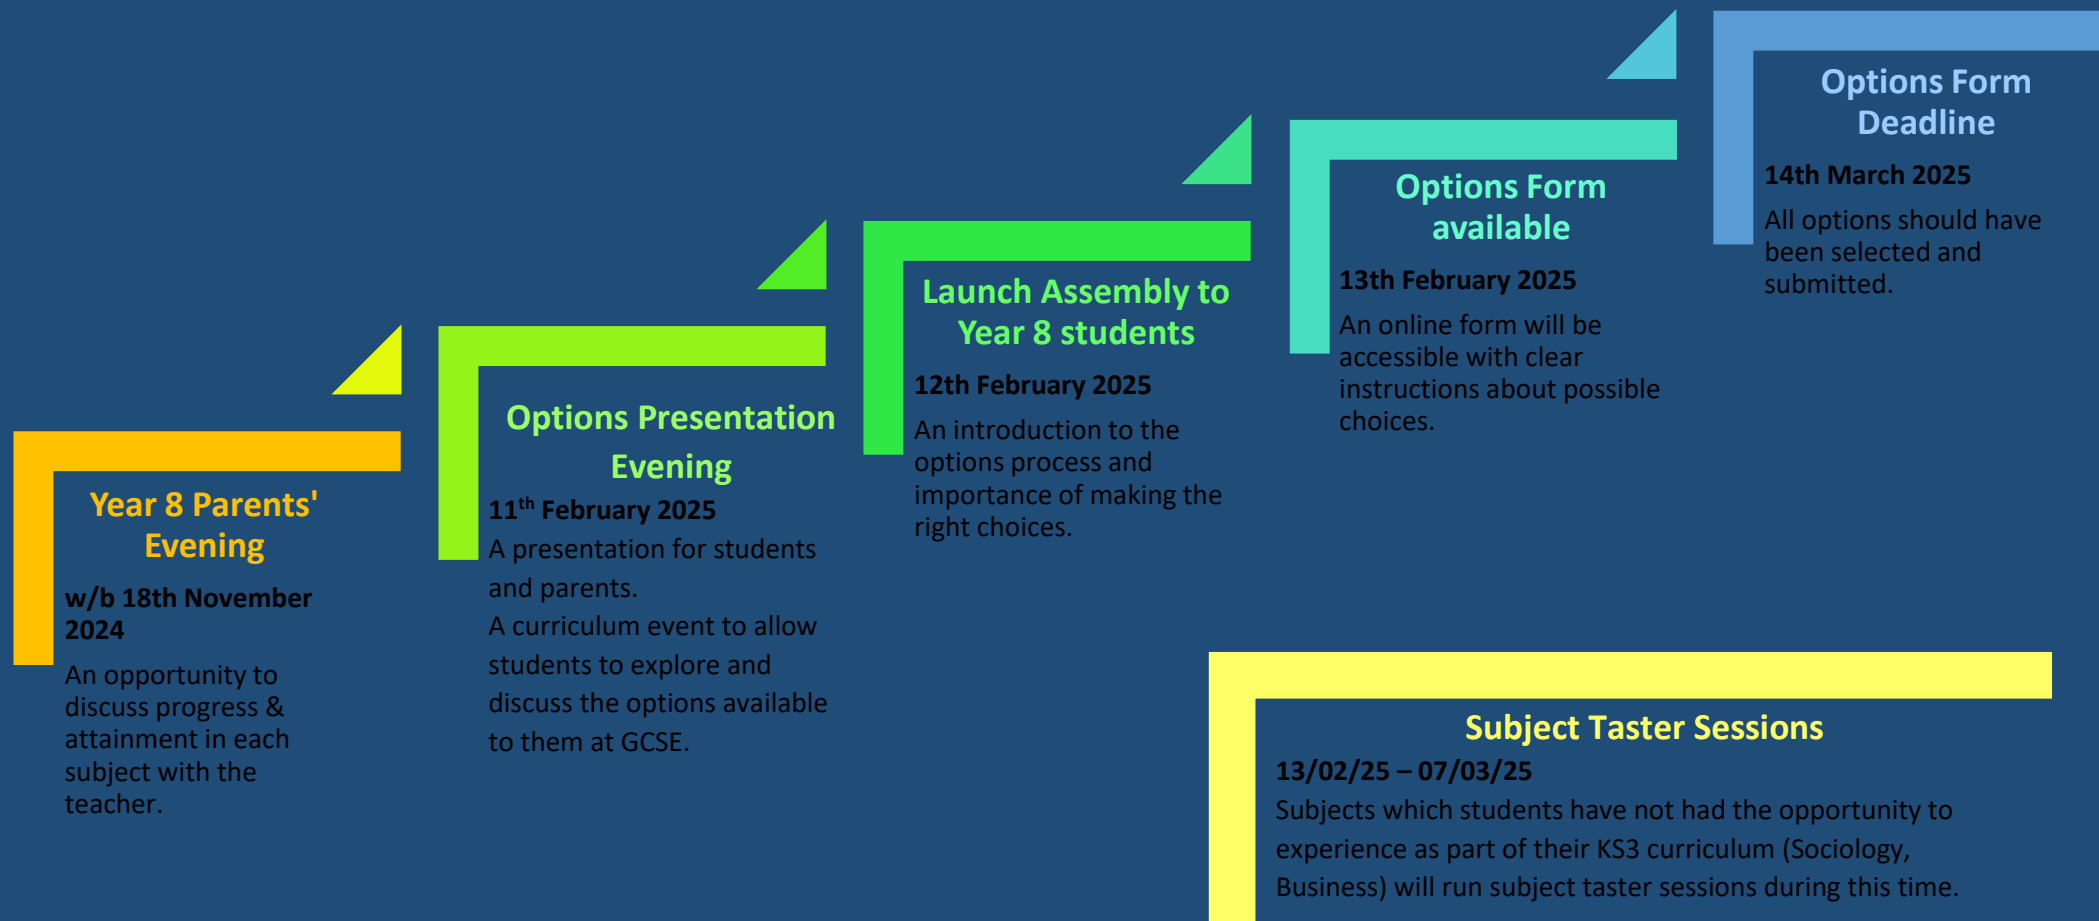 Year 8 Parents'
Evening
w/b 18th November
2024
An opportunity to
discuss progress &
attainment in each
subject with the
teacher.
Options Presentation
Evening
11th February 2025
A presentation for students
and parents.
A curriculum event to allow
students to explore and
discuss the options available
to them at GCSE.
Launch Assembly to
Year 8 students
12th February 2025
An introduction to the
options process and
importance of making the
right choices.
Options Form
available
13th February 2025
An online form will be
accessible with clear
instructions about possible
choices.
Options Form
Deadline
14th March 2025
All options should have
been selected and
submitted.
Subject Taster Sessions
13/02/25 – 07/03/25
Subjects which students have not had the opportunity to
experience as part of their KS3 curriculum (Sociology,
Business) will run subject taster sessions during this time.